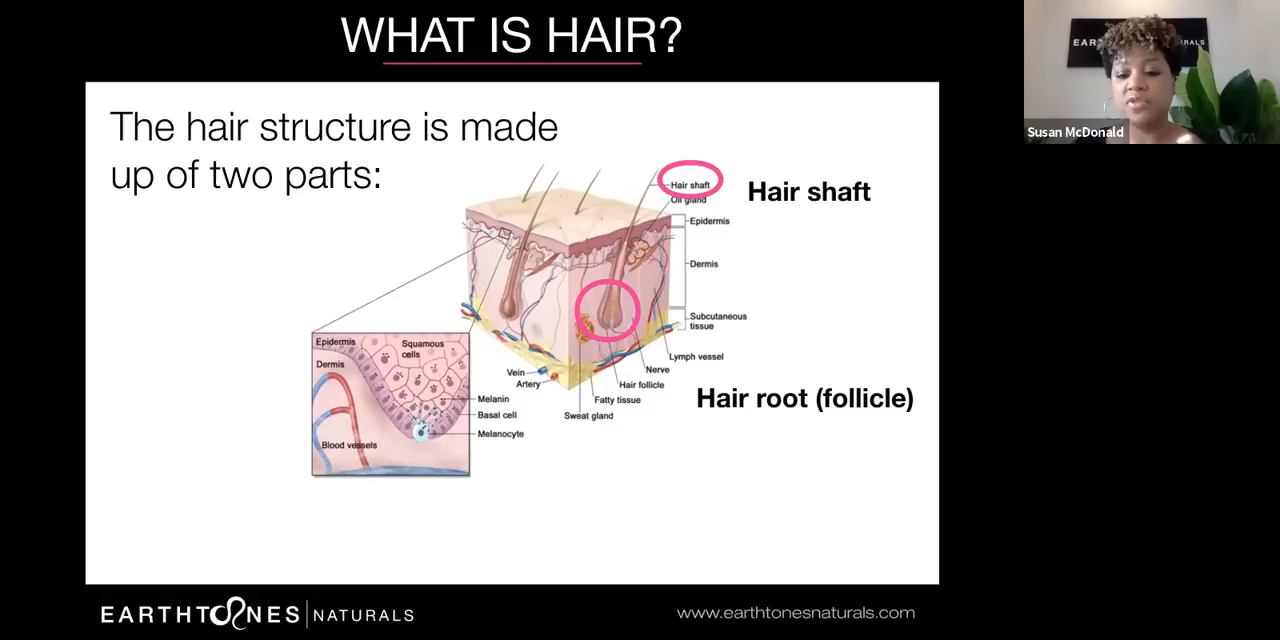 WHAT IS HAIR?
EAR
RALS
Susan McDonald
The hair structure is made
up of two parts:
Hair shaft
Hair shaft
Oil gland
Epidermis
Dermis
Subcutaneous
tissue
Lymph vessel
Nerve
Hair follicle
Fatty tissue
Sweat gland
Vein
Artery
Hair root (follicle)
Epidermis
Squamous
cells
Dermis
Melanin
Basal cell
Melanocyte
Blood vessels
EARTHTONES NATURALS
www.earthtonesnaturals.com